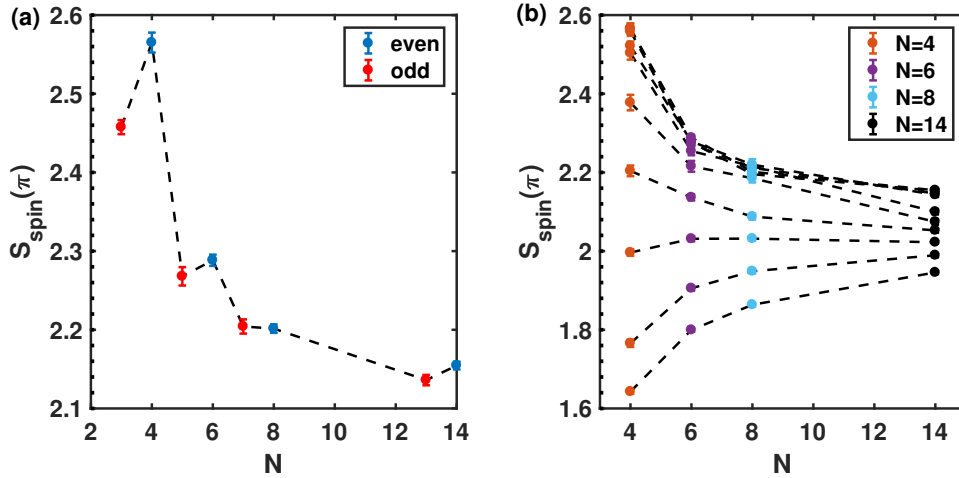 (a)
2.6
2.5
2.4
2.3
2.2
2.1
2 4 6 8 10 12 14
N
S_spin(π)
even
odd
(b)
2.6
2.4
2.2
2
1.8
1.6
4 6 8 10 12 14
N
S_spin(π)
N=4
N=6
N=8
N=14